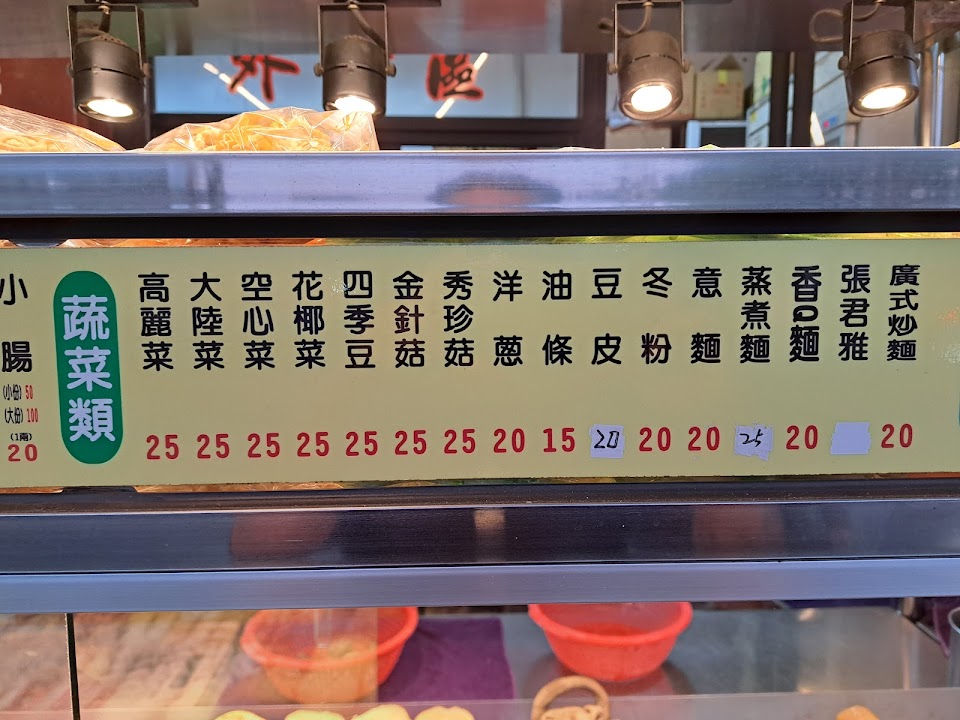 外
區
小腸
(小份) 50
(大份) 100
(1兩)
20
蔬菜類
高麗菜 25
大陸菜 25
空心菜 25
花椰菜 25
四季豆 25
金針菇 25
秀珍菇 25
洋蔥 20
油條 15
豆皮 20
冬粉 20
意麵 20
蒸煮麵 25
香Q麵 20
張君雅
廣式炒麵 20